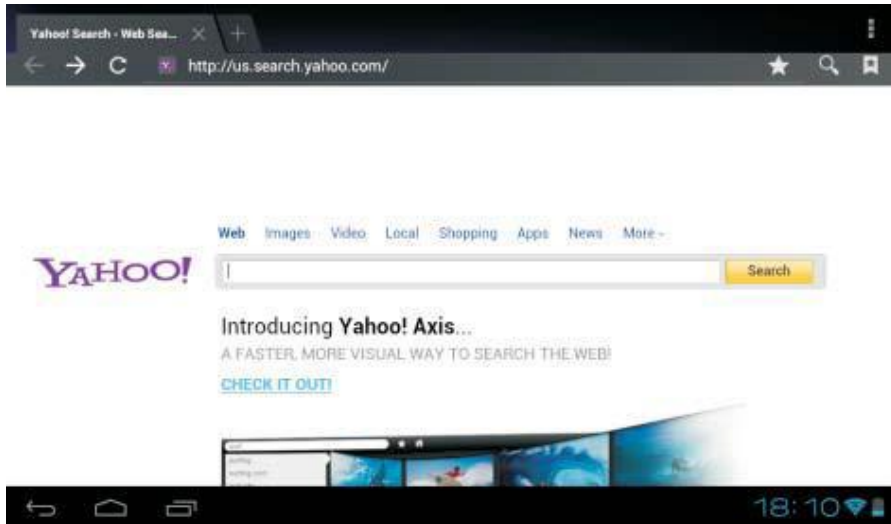 Yahoo! Search - Web Sea...
http://us.search.yahoo.com/
Web Images Video Local Shopping Apps News More
YAHOO!
Search
Introducing Yahoo! Axis...
A FASTER, MORE VISUAL WAY TO SEARCH THE WEB!
CHECK IT OUT!
18:10